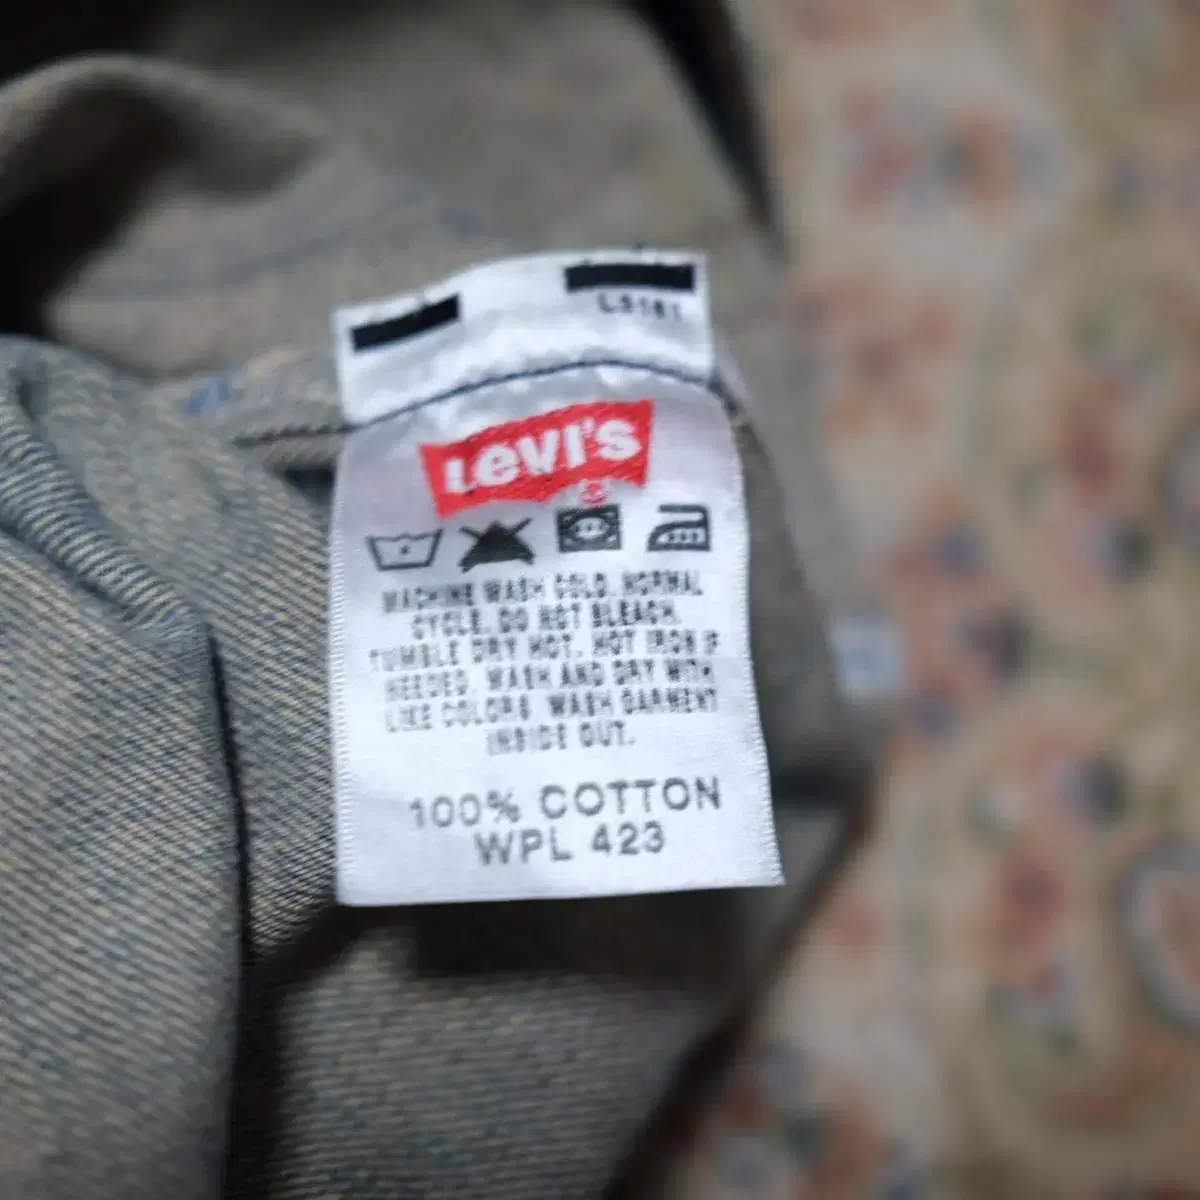 L5161
LEVI'S
MACHINE WASH COLD, NORMAL
CYCLE, DO NOT BLEACH.
TUMBLE DRY HOT. HOT IRON IF
NEEDED. WASH AND DRY WITH
LIKE COLORS. WASH GARMENT
INSIDE OUT.
100% COTTON
WPL 423